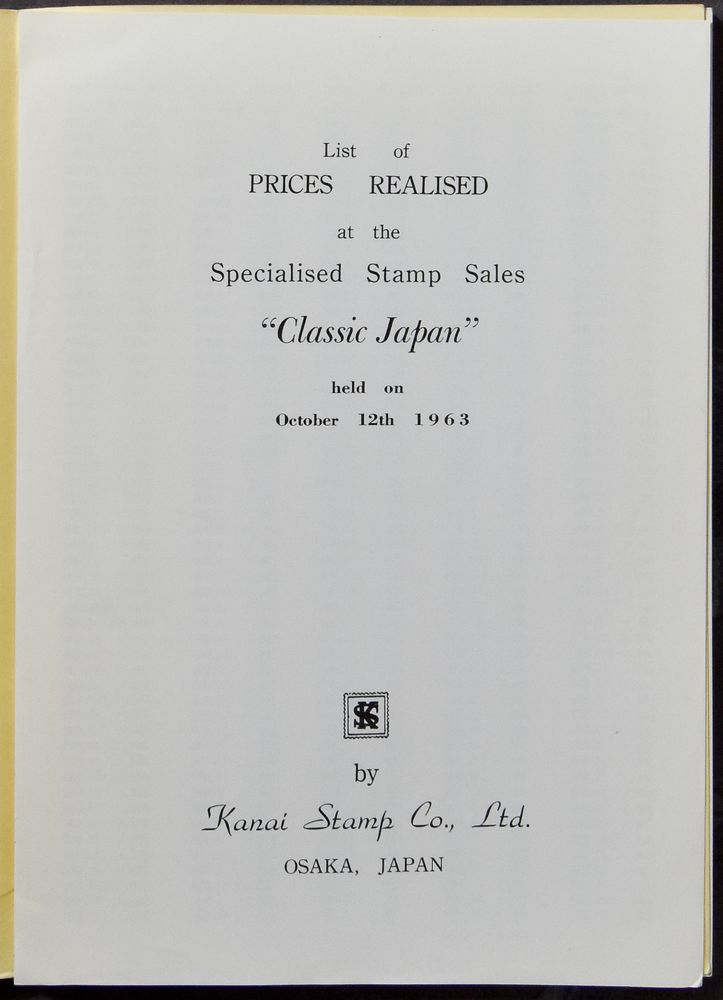 List of
PRICES REALISED
at the
Specialised Stamp Sales
“Classic Japan”
held on
October 12th 1963
SK
by
Kanai Stamp Co., Ltd.
OSAKA, JAPAN